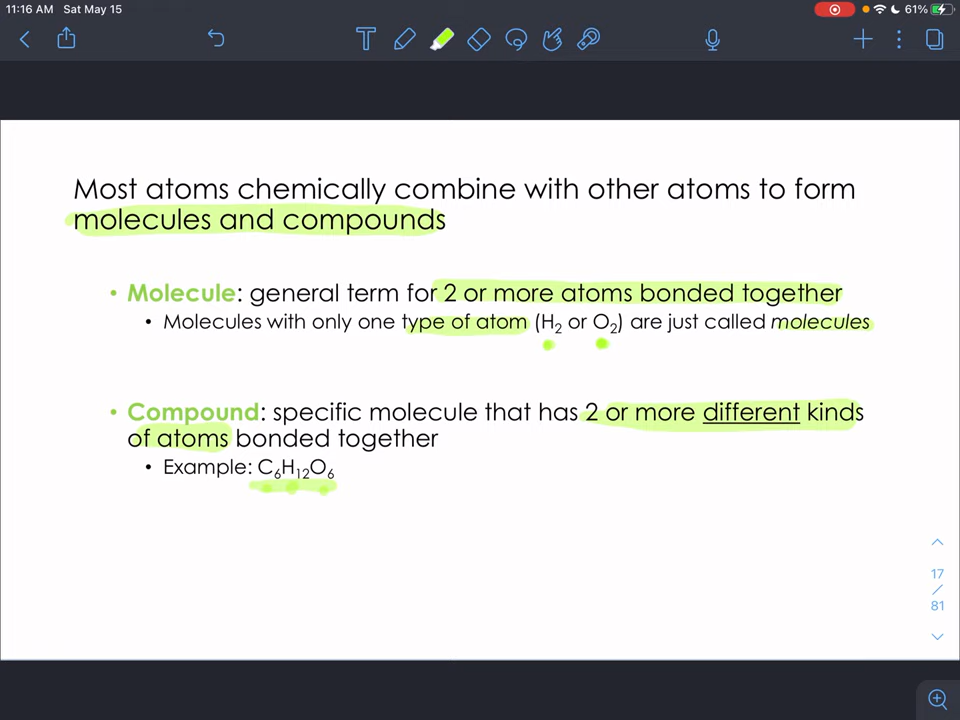 11:16 AM Sat May 15
61%
T
Most atoms chemically combine with other atoms to form
molecules and compounds
• Molecule: general term for 2 or more atoms bonded together
• Molecules with only one type of atom (H₂ or O₂) are just called molecules
• Compound: specific molecule that has 2 or more different kinds
of atoms bonded together
• Example: C₆H₁₂O₆
17
/
81